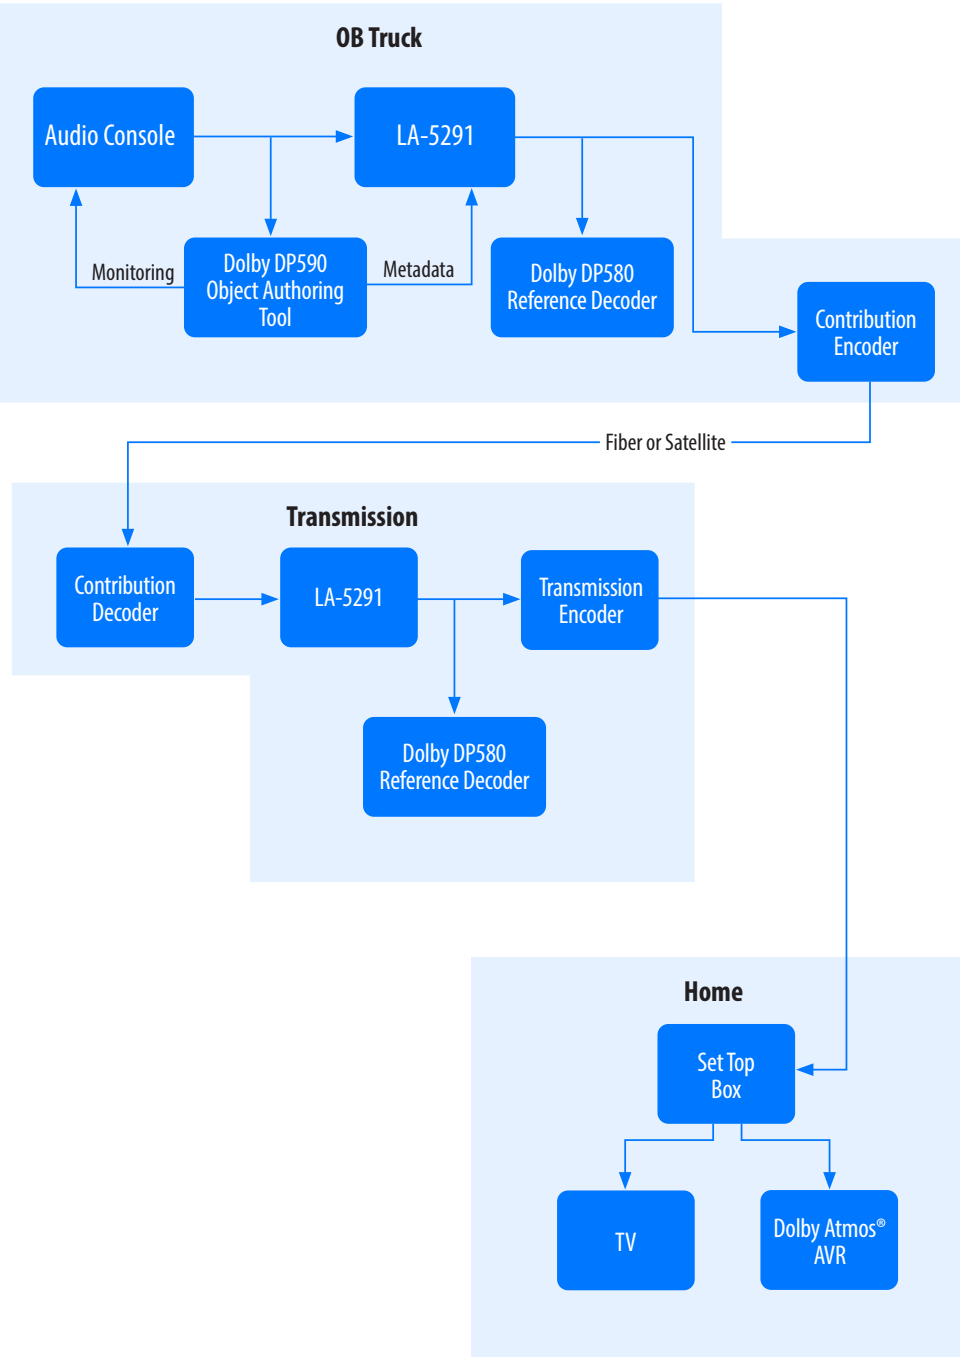 OB Truck
Audio Console
LA-5291
Monitoring
Dolby DP590
Object Authoring
Tool
Metadata
Dolby DP580
Reference Decoder
Contribution
Encoder
Fiber or Satellite
Transmission
Contribution
Decoder
LA-5291
Transmission
Encoder
Dolby DP580
Reference Decoder
Home
Set Top
Box
TV
Dolby Atmos®
AVR